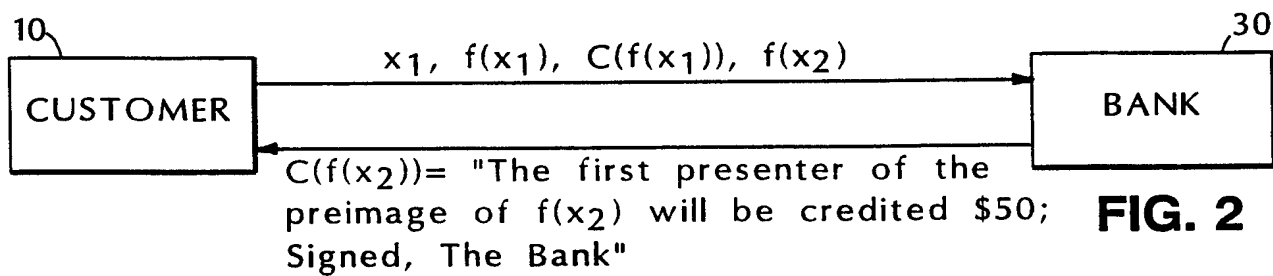 10
30
x1, f(x1), C(f(x1)), f(x2)
CUSTOMER
BANK
C(f(x2))= "The first presenter of the
preimage of f(x2) will be credited $50;
Signed, The Bank"
FIG. 2